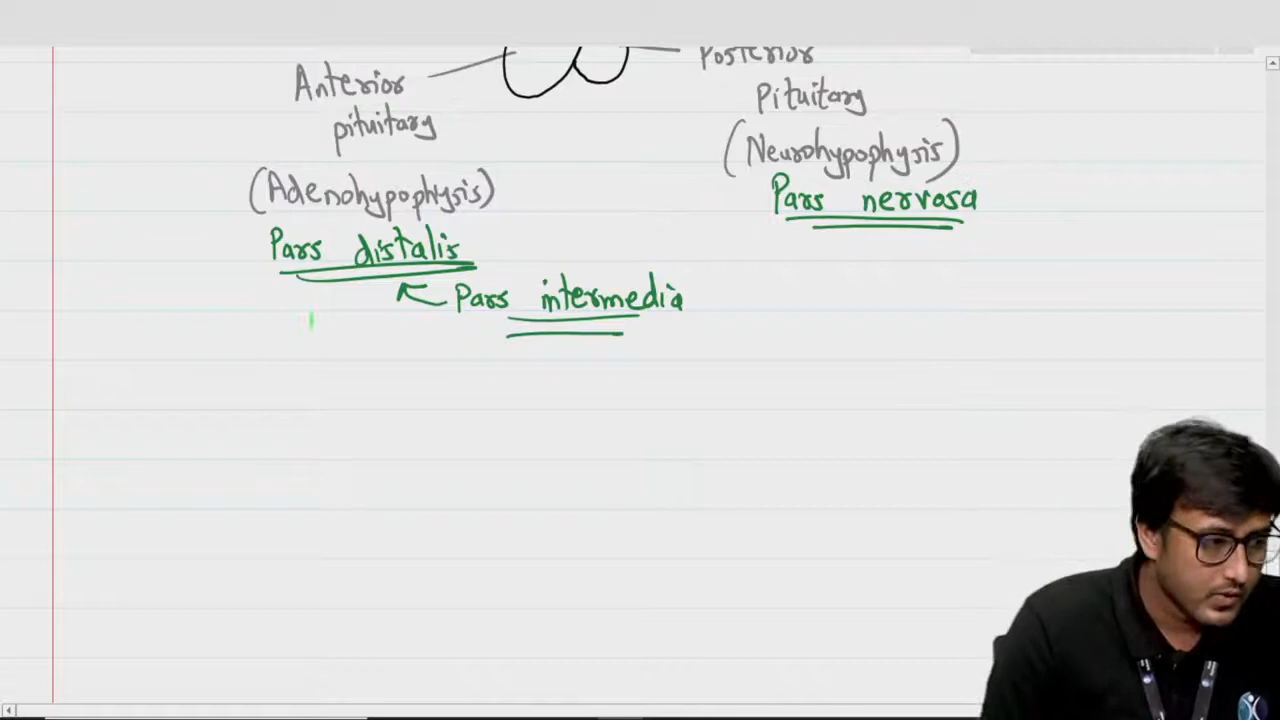 Anterior
pituitary
(Adenohypophysis)
Pars distalis
Pars intermedia
Posterior
Pituitary
(Neurohypophysis)
Pars nervosa